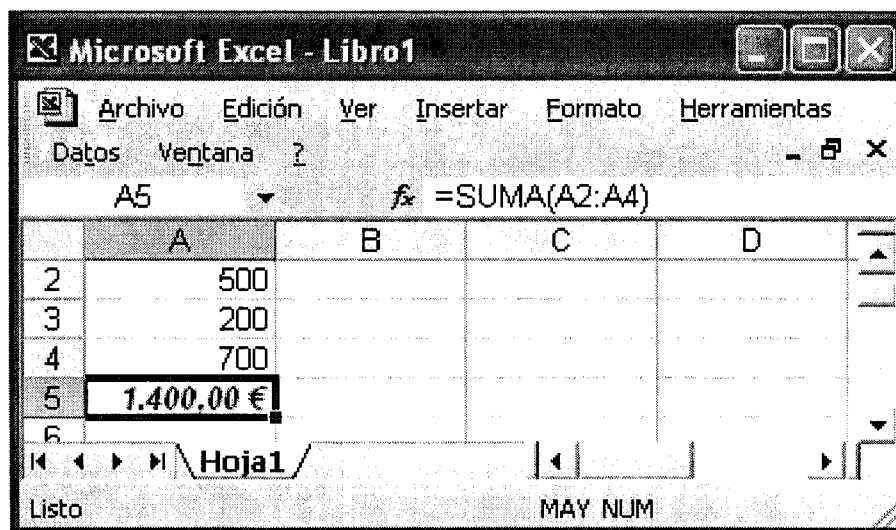 Microsoft Excel - Libro1
Archivo Edición Ver Insertar Formato Herramientas
Datos Ventana ?
A5 fx =SUMA(A2:A4)
A B C D
2 500
3 200
4 700
5 1.400,00 €
6
Hoja1
Listo MAY NUM